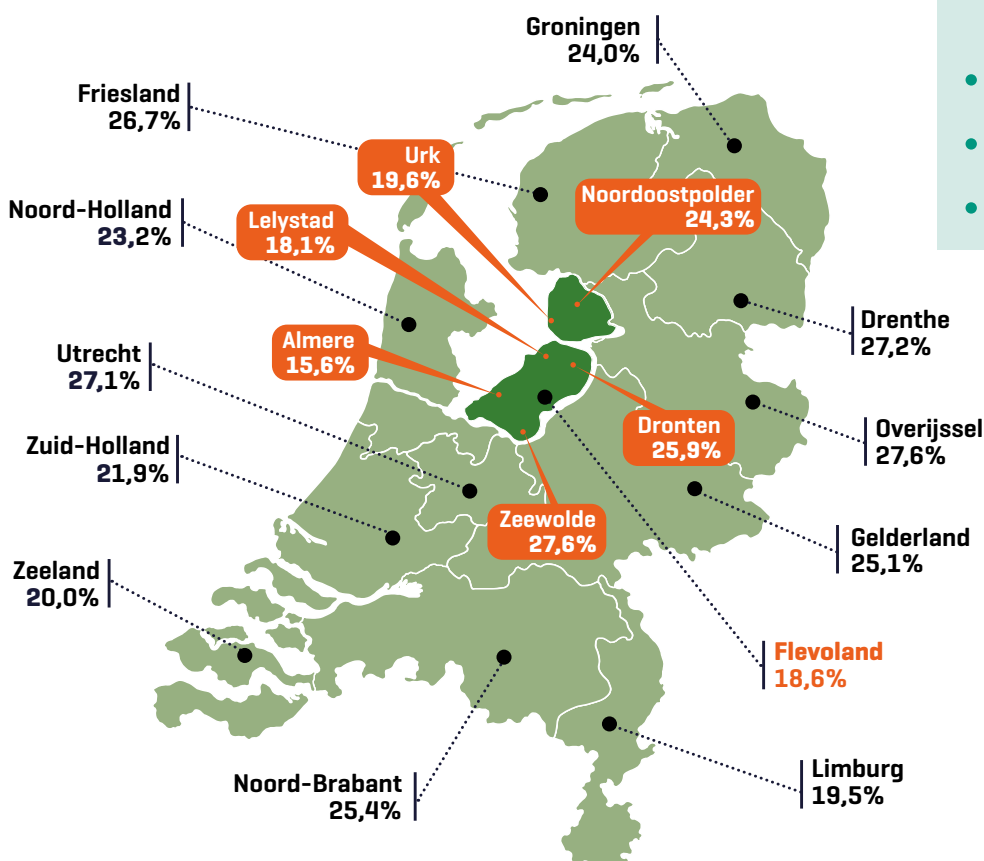 Groningen
24,0%
Friesland
26,7%
Urk
19,6%
Noordoostpolder
24,3%
Noord-Holland
23,2%
Lelystad
18,1%
Drenthe
27,2%
Almere
15,6%
Utrecht
27,1%
Dronten
25,9%
Overijssel
27,6%
Zuid-Holland
21,9%
Zeewolde
27,6%
Gelderland
25,1%
Zeeland
20,0%
Flevoland
18,6%
Noord-Brabant
25,4%
Limburg
19,5%